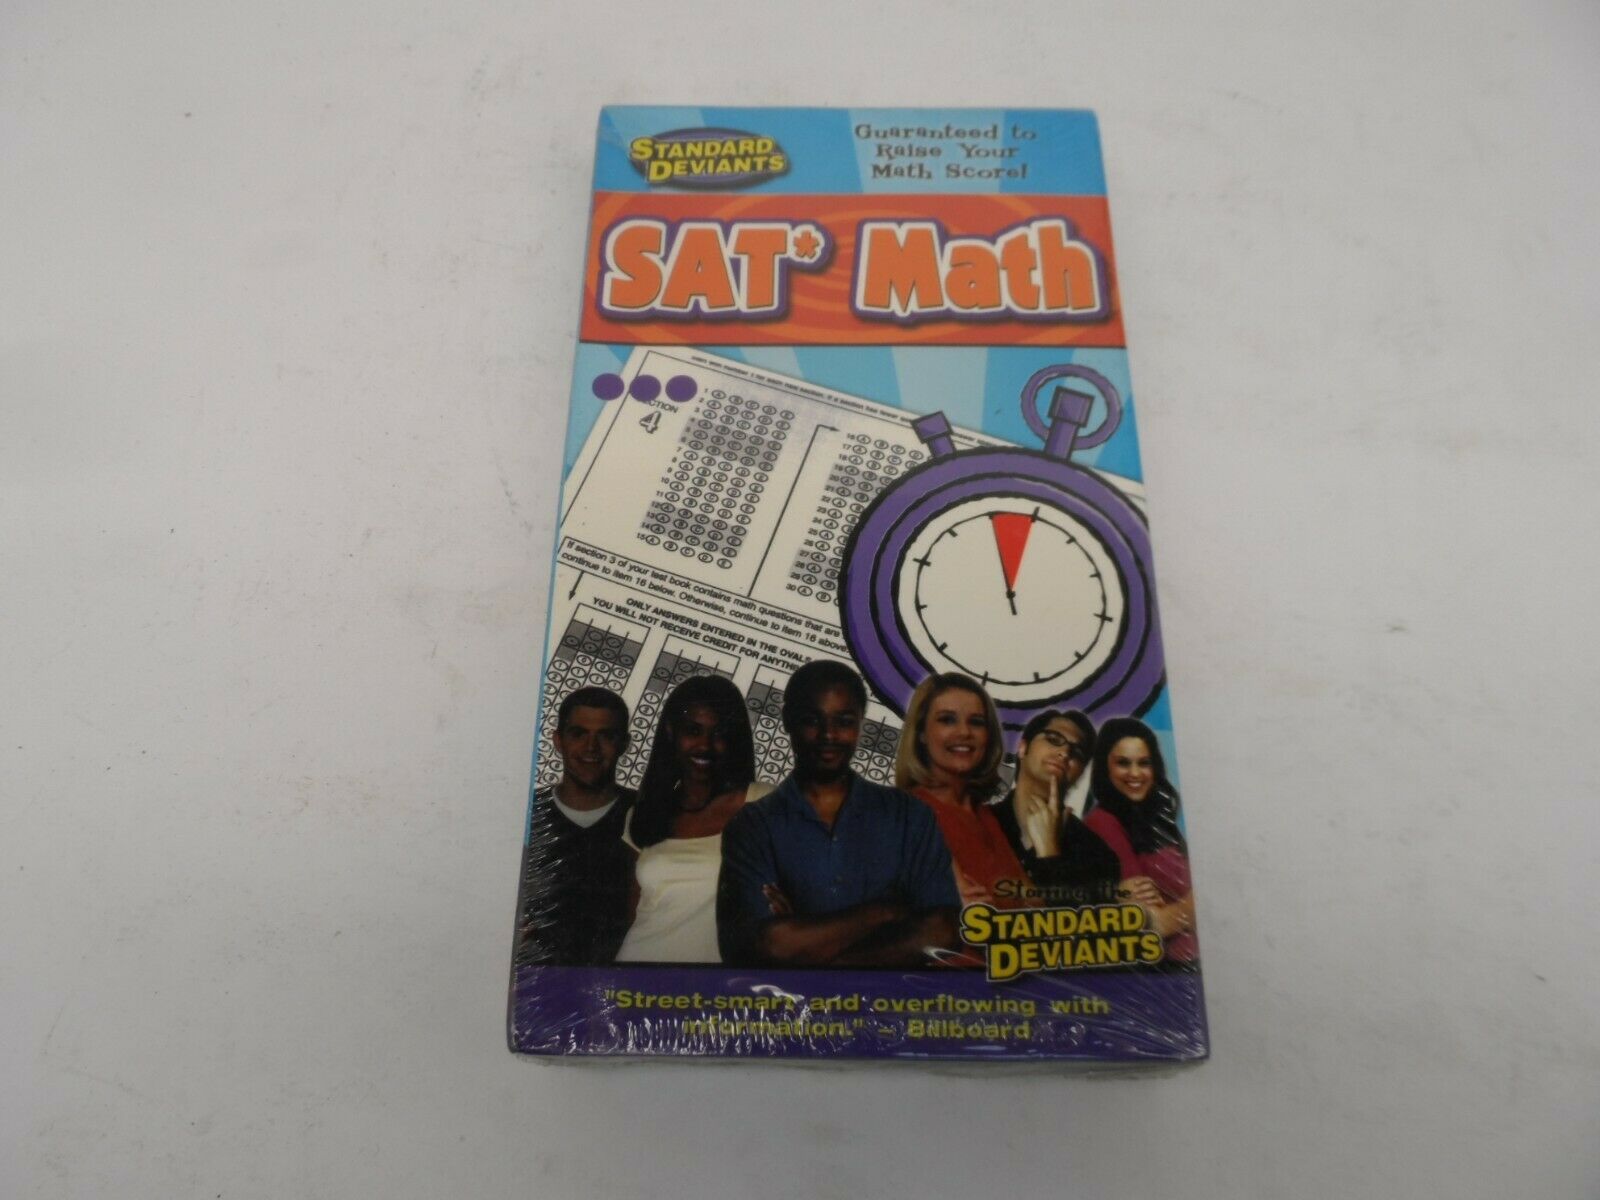 STANDARD
DEVIANTS
Guaranteed to
Raise Your
Math Score!
SAT* Math
SECTION
4
If section 3 of your test book contains math questions that are
continue to item 16 below. Otherwise, continue to item 16 above.
ONLY ANSWERS ENTERED IN THE OVALS
YOU WILL NOT RECEIVE CREDIT FOR ANYTHING
Starring the
STANDARD
DEVIANTS
"Street-smart and overflowing with
information." – Billboard